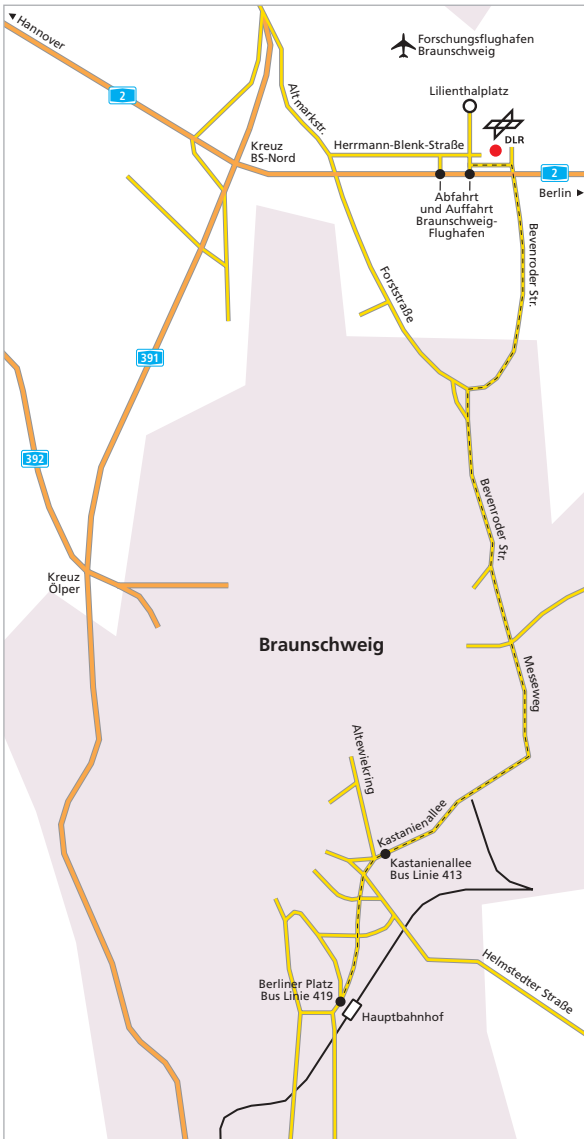 ◄ Hannover
Forschungsflughafen
Braunschweig
2
Lilienthalplatz
Altmarkstr.
DLR
Kreuz
BS-Nord
Herrmann-Blenk-Straße
2
Berlin ►
Abfahrt
und Auffahrt
Braunschweig-
Flughafen
Bevenroder Str.
Forststraße
391
392
Bevenroder Str.
Kreuz
Ölper
Braunschweig
Messeweg
Altewiekring
Kastanienallee
Kastanienallee
Bus Linie 413
Helmstedter Straße
Berliner Platz
Bus Linie 419
Hauptbahnhof